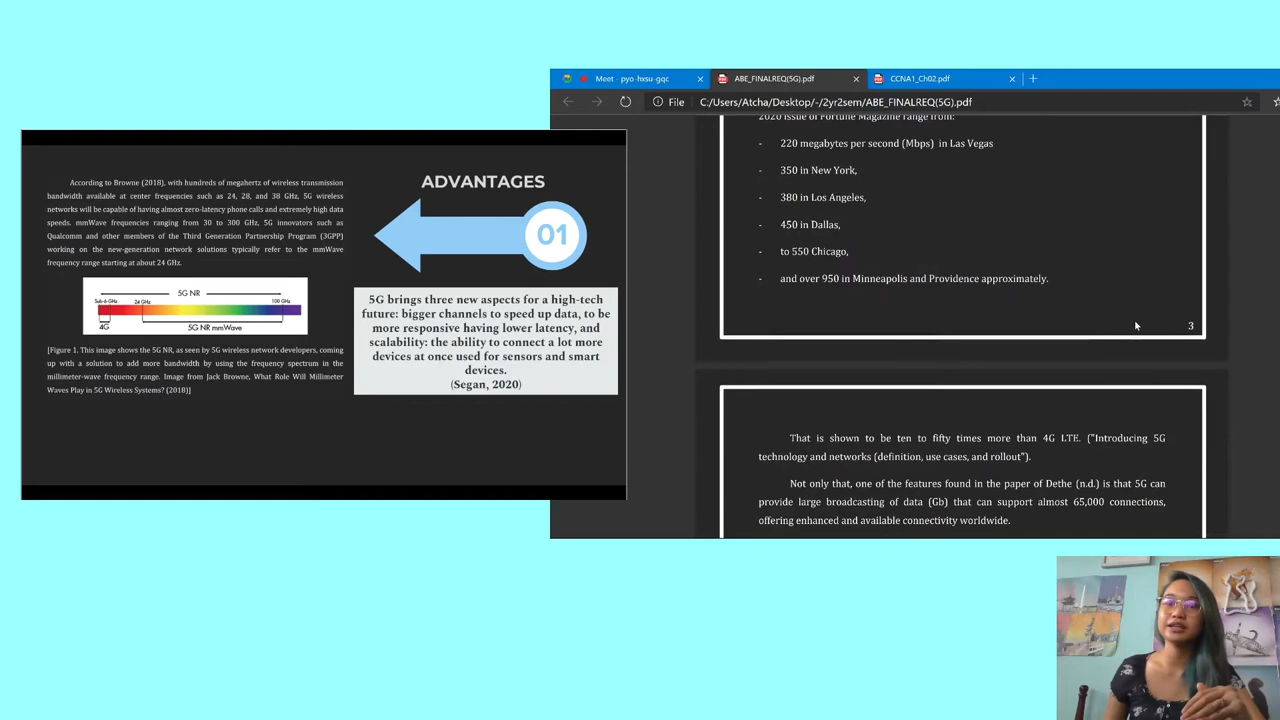 According to Browne (2018), with hundreds of megahertz of wireless transmission
bandwidth available at center frequencies such as 24, 28, and 38 GHz, 5G wireless
networks will be capable of having almost zero-latency phone calls and extremely high data
speeds. mmWave frequencies ranging from 30 to 300 GHz, 5G innovators such as
Qualcomm and other members of the Third Generation Partnership Program (3GPP)
working on the new-generation network solutions typically refer to the mmWave
frequency range starting at about 24 GHz.
5G NR
Sub-6 GHz 24 GHz 100 GHz
4G 5G NR mmWave
[Figure 1. This image shows the 5G NR, as seen by 5G wireless network developers, coming
up with a solution to add more bandwidth by using the frequency spectrum in the
millimeter-wave frequency range. Image from Jack Browne, What Role Will Millimeter
Waves Play in 5G Wireless Systems? (2018)]
ADVANTAGES
01
5G brings three new aspects for a high-tech
future: bigger channels to speed up data, to be
more responsive having lower latency, and
scalability: the ability to connect a lot more
devices at once used for sensors and smart
devices.
(Segan, 2020)
Meet - pyo-hxsu-gqc ABE_FINALREQ(5G).pdf CCNA1_Ch02.pdf
File C:/Users/Atcha/Desktop/-/2yr2sem/ABE_FINALREQ(5G).pdf
2020 issue of Fortune Magazine range from:
- 220 megabytes per second (Mbps) in Las Vegas
- 350 in New York,
- 380 in Los Angeles,
- 450 in Dallas,
- to 550 Chicago,
- and over 950 in Minneapolis and Providence approximately.
3
That is shown to be ten to fifty times more than 4G LTE. ("Introducing 5G
technology and networks (definition, use cases, and rollout").
Not only that, one of the features found in the paper of Dethe (n.d.) is that 5G can
provide large broadcasting of data (Gb) that can support almost 65,000 connections,
offering enhanced and available connectivity worldwide.